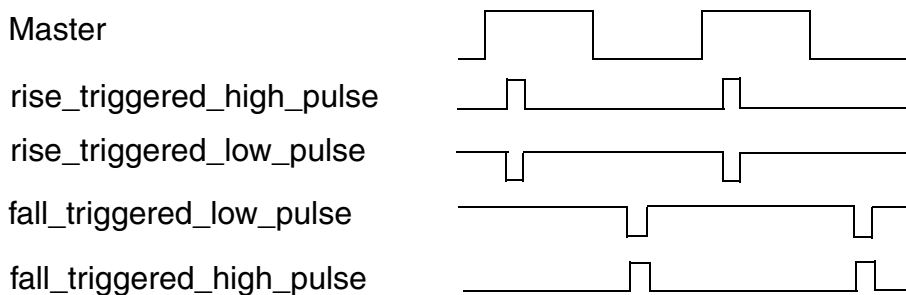 Master
rise_triggered_high_pulse
rise_triggered_low_pulse
fall_triggered_low_pulse
fall_triggered_high_pulse